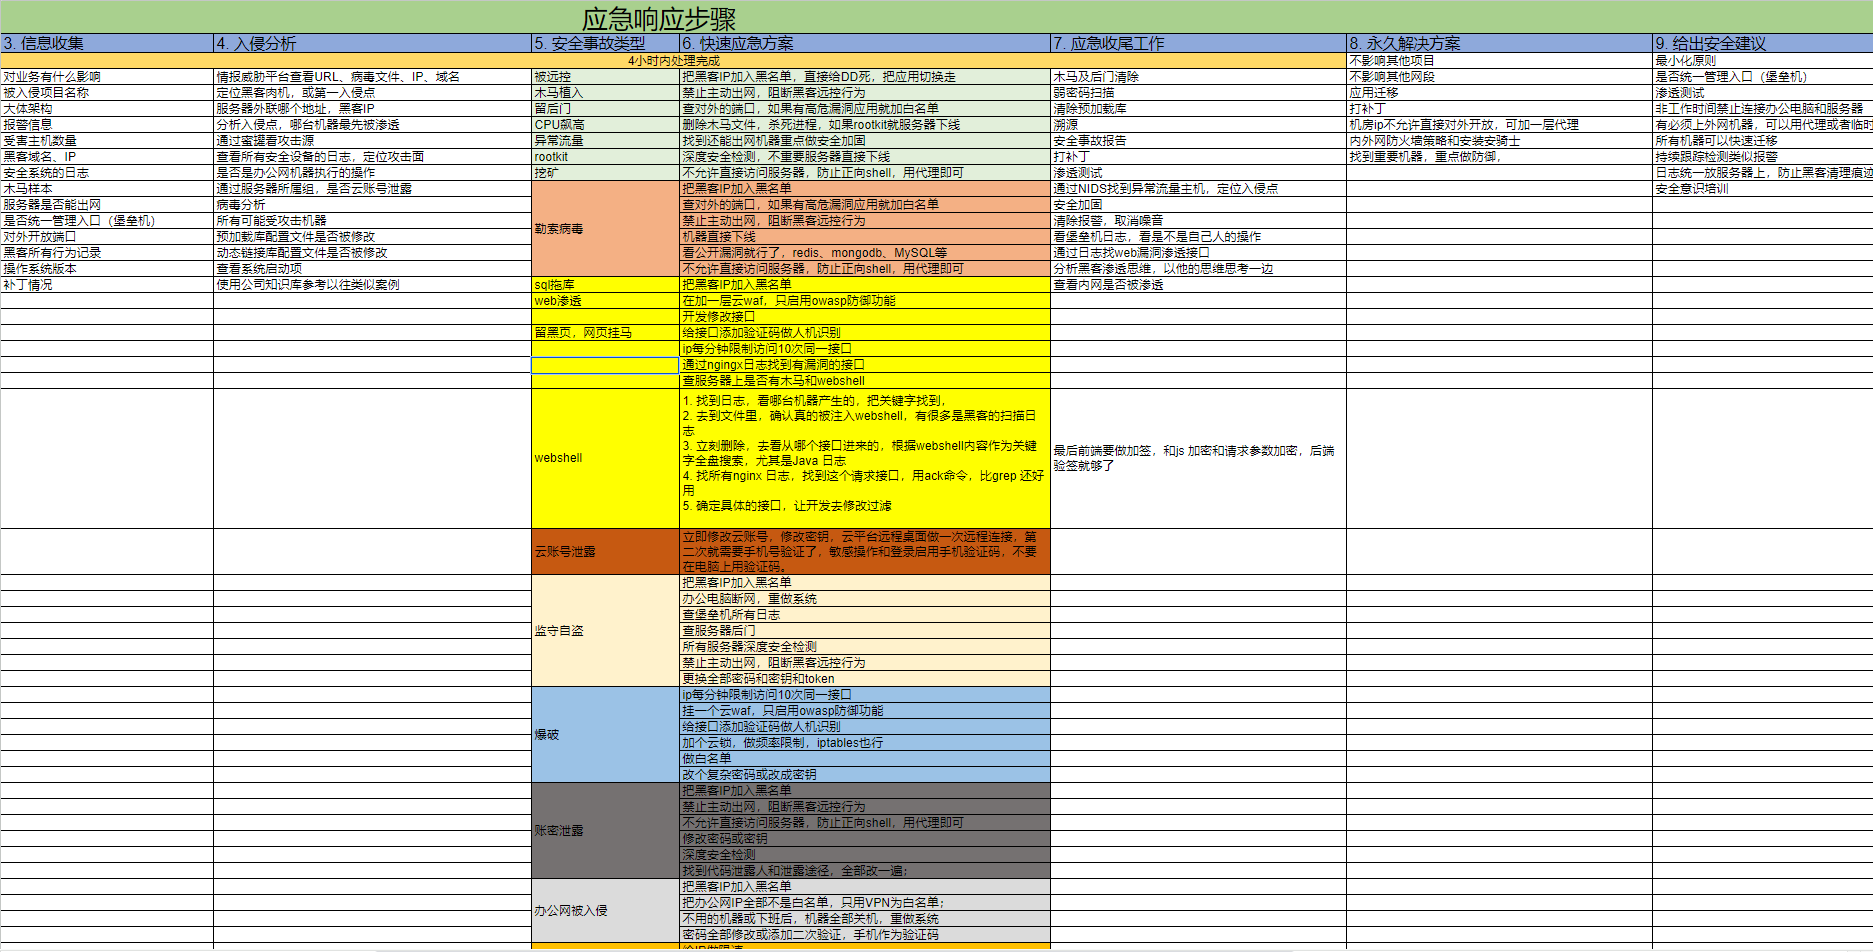 应急响应步骤
3. 信息收集 4. 入侵分析 5. 安全事故类型 6. 快速应急方案 7. 应急收尾工作 8. 永久解决方案 9. 给出安全建议
4小时内处理完成 不影响其他项目 最小化原则
对业务有什么影响 情报威胁平台查看URL、病毒文件、IP、域名 被远控 把黑客IP加入黑名单，直接给DD死，把应用切换走 木马及后门清除 不影响其他网段 是否统一管理入口（堡垒机）
被入侵项目名称 定位黑客肉机，或第一入侵点 木马植入 禁止主动出网，阻断黑客远控行为 弱密码扫描 应用迁移 渗透测试
大体架构 服务器外联哪个地址，黑客IP 留后门 查对外的端口，如果有高危漏洞应用就加白名单 清除预加载库 打补丁 非工作时间禁止连接办公电脑和服务器
报警信息 分析入侵点，哪台机器最先被渗透 CPU飙高 删除木马文件，杀死进程，如果rootkit就服务器下线 溯源 机房ip不允许直接对外开放，可加一层代理 有必须上外网机器，可以用代理或者临时
受害主机数量 通过蜜罐看攻击源 异常流量 找到还能出网机器重点做安全加固 安全事故报告 内外网防火墙策略和安装安骑士 所有机器可以快速迁移
黑客域名、IP 查看所有安全设备的日志，定位攻击面 rootkit 深度安全检测，不重要服务器直接下线 打补丁 找到重要机器，重点做防御， 持续跟踪检测类似报警
安全系统的日志 是否是办公网机器执行的操作 挖矿 不允许直接访问服务器，防止正向shell，用代理即可 渗透测试 日志统一放服务器上，防止黑客清理痕迹
木马样本 通过服务器所属组，是否云账号泄露 把黑客IP加入黑名单 通过NIDS找到异常流量主机，定位入侵点 安全意识培训
服务器是否能出网 病毒分析 查对外的端口，如果有高危漏洞应用就加白名单 安全加固
是否统一管理入口（堡垒机） 所有可能受攻击机器 禁止主动出网，阻断黑客远控行为 清除报警，取消噪音
勒索病毒
对外开放端口 预加载库配置文件是否被修改 机器直接下线 看堡垒机日志，看是不是自己人的操作
黑客所有行为记录 动态链接库配置文件是否被修改 看公开漏洞就行了，redis、mongodb、MySQL等 通过日志找web漏洞渗透接口
操作系统版本 查看系统启动项 不允许直接访问服务器，防止正向shell，用代理即可 分析黑客渗透思维，以他的思维思考一边
补丁情况 使用公司知识库参考以往类似案例 sql拖库 把黑客IP加入黑名单 查看内网是否被渗透
web渗透 在加一层云waf，只启用owasp防御功能
开发修改接口
留黑页，网页挂马 给接口添加验证码做人机识别
ip每分钟限制访问10次同一接口
通过ngingx日志找到有漏洞的接口
查服务器上是否有木马和webshell
webshell
1. 找到日志，看哪台机器产生的，把关键字找到，
2. 去到文件里，确认真的被注入webshell，有很多是黑客的扫描日
志
3. 立刻删除，去看从哪个接口进来的，根据webshell内容作为关键
字全盘搜索，尤其是Java 日志
4. 找所有nginx 日志，找到这个请求接口，用ack命令，比grep 还好
用
5. 确定具体的接口，让开发去修改过滤
最后前端要做加签，和js 加密和请求参数加密，后端
验签就够了
云账号泄露
立即修改云账号，修改密钥，云平台远程桌面做一次远程连接，第
二次就需要手机号验证了，敏感操作和登录启用手机验证码，不要
在电脑上用验证码。
监守自盗
把黑客IP加入黑名单
办公电脑断网，重做系统
查堡垒机所有日志
查服务器后门
所有服务器深度安全检测
禁止主动出网，阻断黑客远控行为
更换全部密码和密钥和token
爆破
ip每分钟限制访问10次同一接口
挂一个云waf，只启用owasp防御功能
给接口添加验证码做人机识别
加个云锁，做频率限制，iptables也行
做白名单
改个复杂密码或改成密钥
账密泄露
把黑客IP加入黑名单
禁止主动出网，阻断黑客远控行为
不允许直接访问服务器，防止正向shell，用代理即可
修改密码或密钥
深度安全检测
找到代码泄露人和泄露途径，全部改一遍；
办公网被入侵
把黑客IP加入黑名单
把办公网IP全部不是白名单，只用VPN为白名单；
不用的机器或下班后，机器全部关机，重做系统
密码全部修改或添加二次验证，手机作为验证码